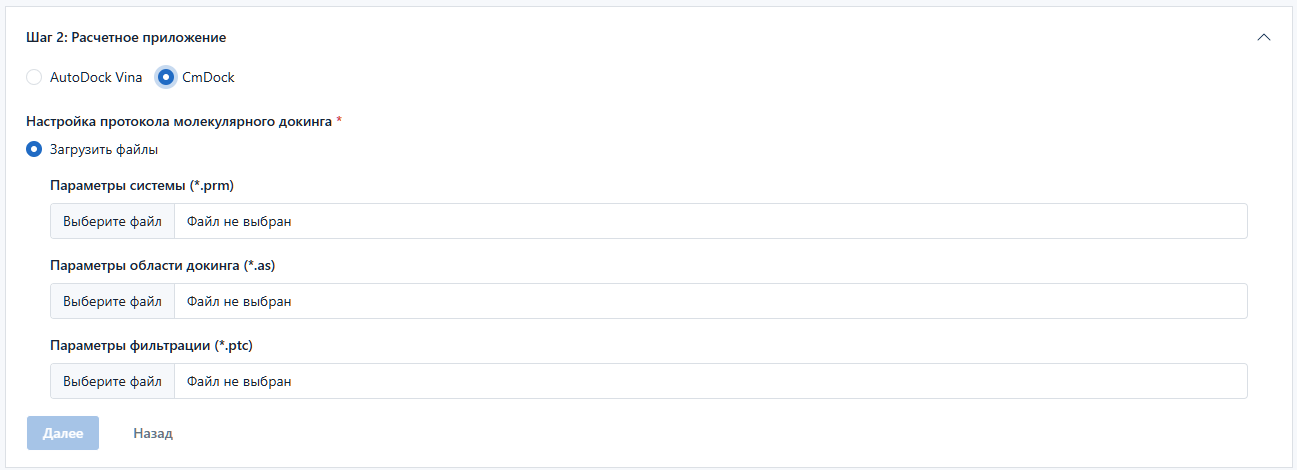 Шаг 2: Расчетное приложение
AutoDock Vina CmDock
Настройка протокола молекулярного докинга *
Загрузить файлы
Параметры системы (*.prm)
Выберите файл Файл не выбран
Параметры области докинга (*.as)
Выберите файл Файл не выбран
Параметры фильтрации (*.ptc)
Выберите файл Файл не выбран
Далее Назад